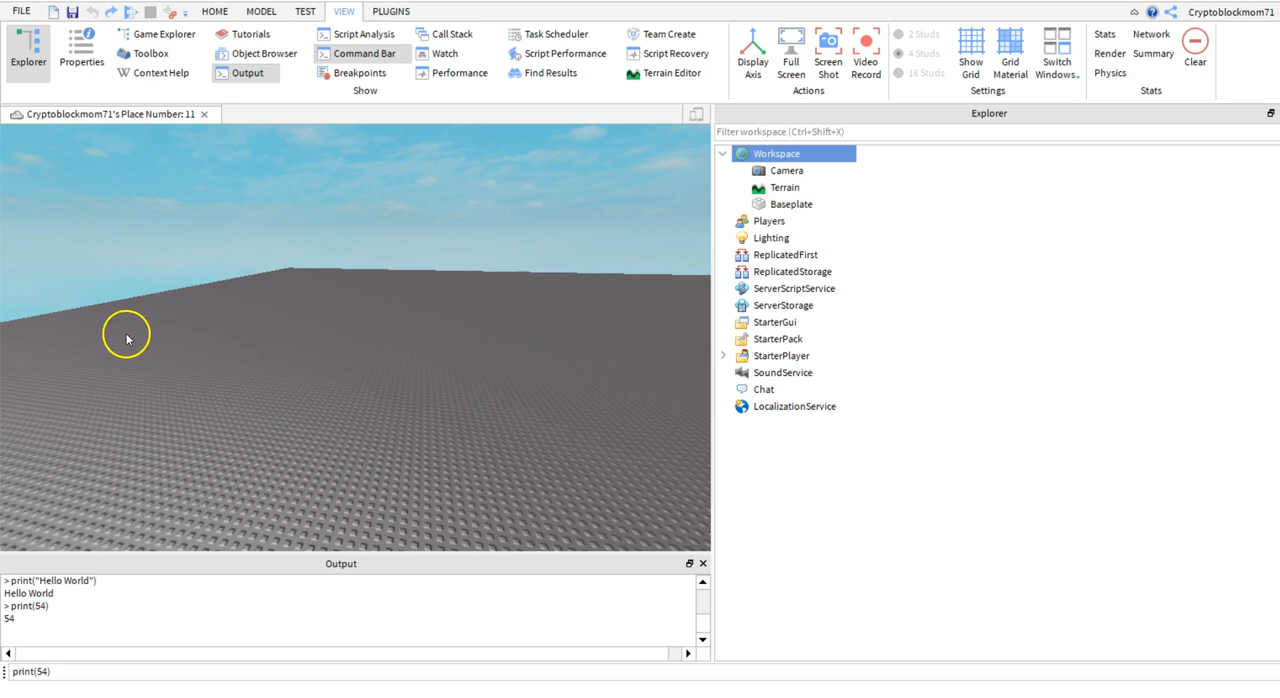 FILE HOME MODEL TEST VIEW PLUGINS Cryptoblockmom71
Explorer
Properties
Game Explorer
Toolbox
Context Help
Tutorials
Object Browser
Output
Script Analysis
Command Bar
Breakpoints
Call Stack
Watch
Performance
Task Scheduler
Script Performance
Find Results
Team Create
Script Recovery
Terrain Editor
Show
Display
Axis
Full
Screen
Screen
Shot
Video
Record
Actions
2 Studs
4 Studs
16 Studs
Show
Grid
Grid
Material
Switch
Windows..
Settings
Stats
Render
Physics
Network
Summary
Clear
Stats
Cryptoblockmom71's Place Number: 11
Explorer
Filter workspace (Ctrl+Shift+X)
Workspace
Camera
Terrain
Baseplate
Players
Lighting
ReplicatedFirst
ReplicatedStorage
ServerScriptService
ServerStorage
StarterGui
StarterPack
StarterPlayer
SoundService
Chat
LocalizationService
Output
> print("Hello World")
Hello World
> print(54)
54
print(54)